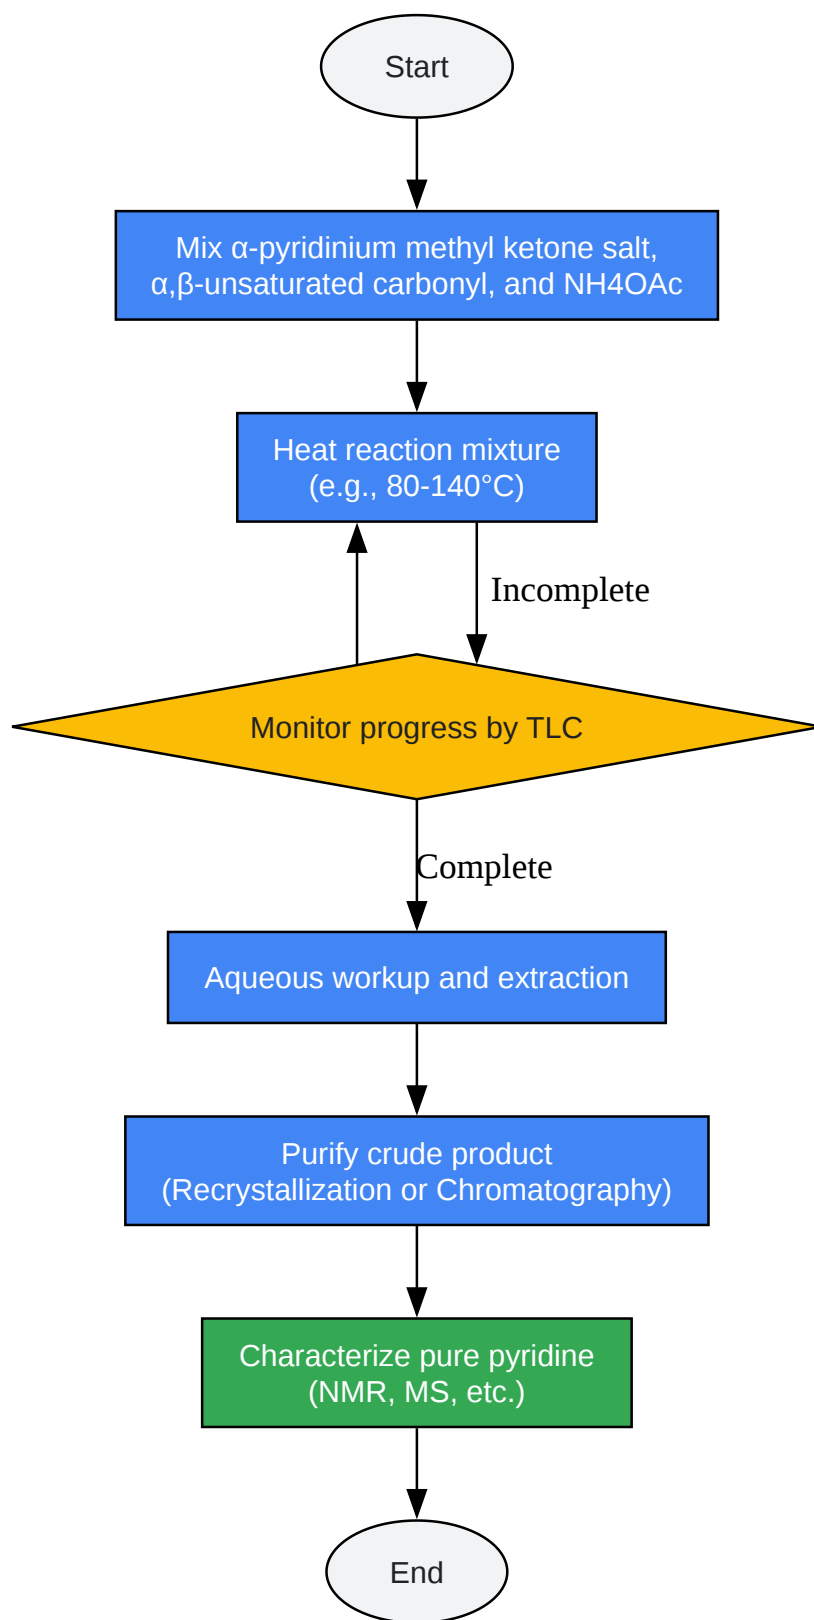 Start
Mix α-pyridinium methyl ketone salt,
α,β-unsaturated carbonyl, and NH4OAc
Heat reaction mixture
(e.g., 80-140°C)
Incomplete
Monitor progress by TLC
Complete
Aqueous workup and extraction
Purify crude product
(Recrystallization or Chromatography)
Characterize pure pyridine
(NMR, MS, etc.)
End